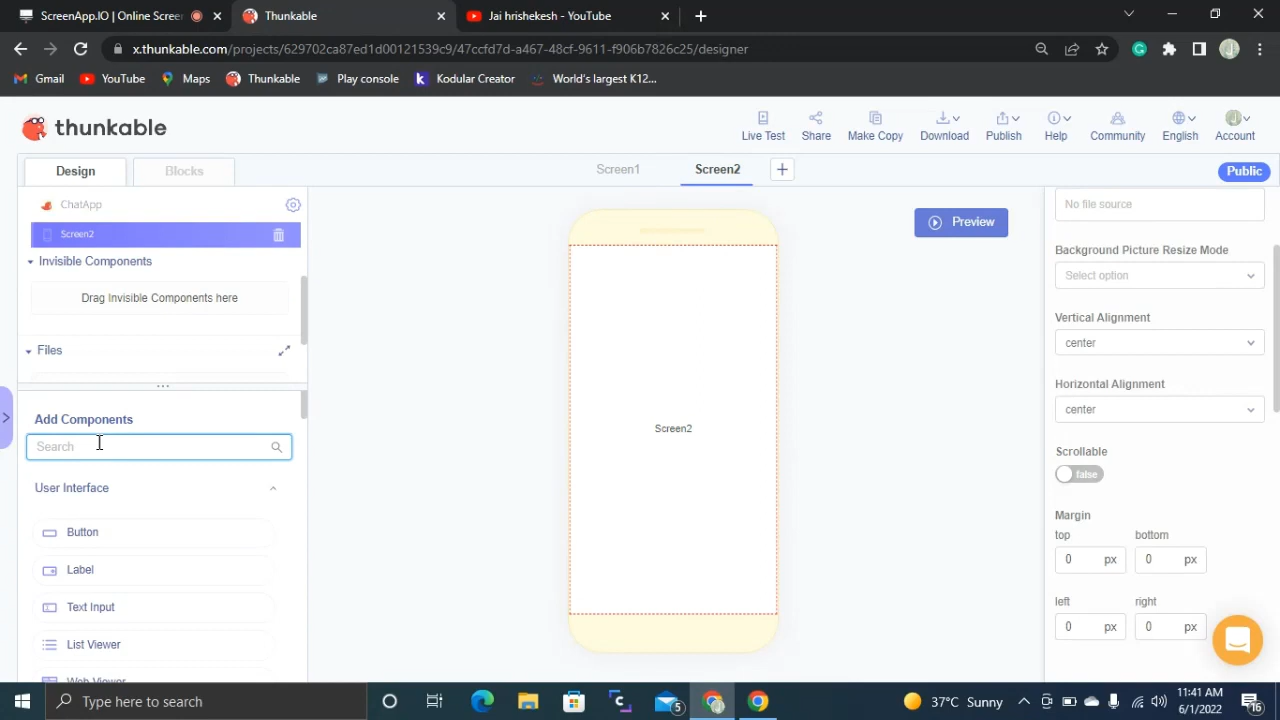 ScreenApp.IO | Online Screen
Thunkable
Jai hrishekesh - YouTube
x.thunkable.com/projects/629702ca87ed1d00121539c9/47ccfd7d-a467-48cf-9611-f906b7826c25/designer
Gmail YouTube Maps Thunkable Play console Kodular Creator World's largest K12...
thunkable
Live Test Share Make Copy Download Publish Help Community English Account
Design Blocks Screen1 Screen2 Public
ChatApp
Screen2
Invisible Components
Drag Invisible Components here
Files
Add Components
Search
User Interface
Button
Label
Text Input
List Viewer
Web Viewer
Screen2
Preview
No file source
Background Picture Resize Mode
Select option
Vertical Alignment
center
Horizontal Alignment
center
Scrollable
false
Margin
top bottom
0 px 0 px
left right
0 px 0 px
Type here to search
5
37°C Sunny
11:41 AM
6/1/2022
16